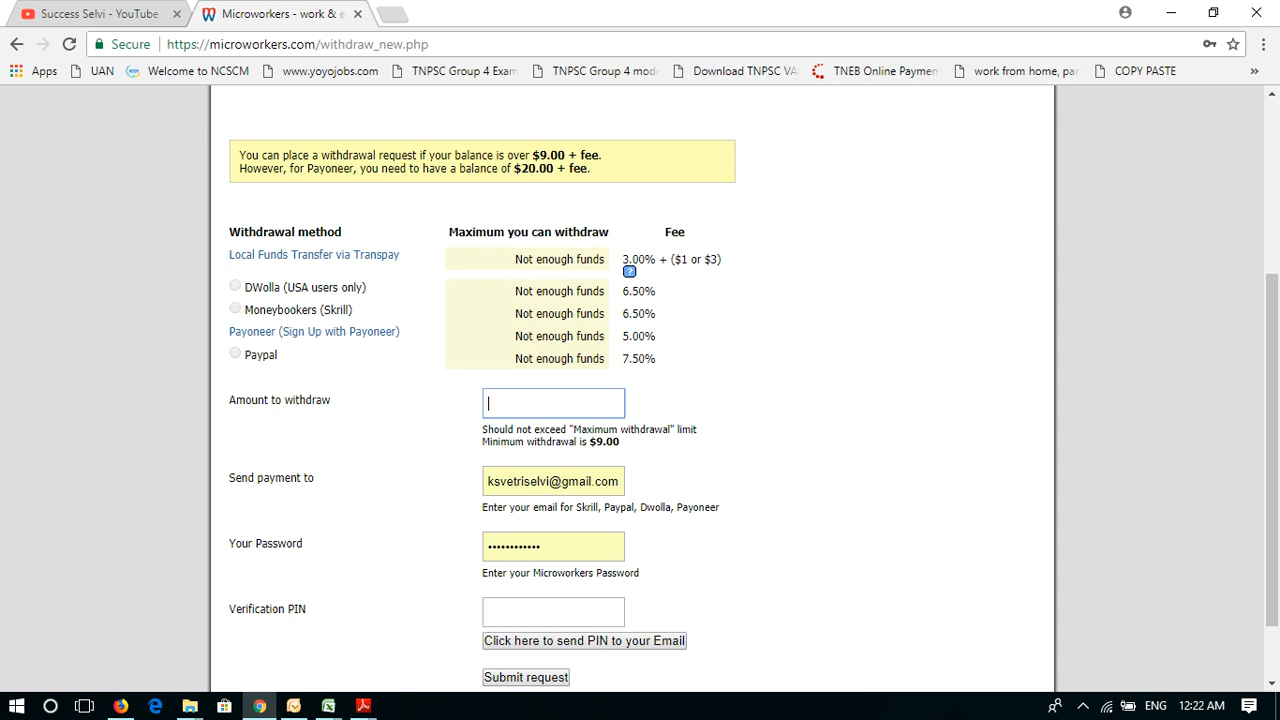 Success Selvi - YouTube
Microworkers - work & e
Secure
https://microworkers.com/withdraw_new.php
Apps
UAN
Welcome to NCSCM
www.yoyojobs.com
TNPSC Group 4 Exam
TNPSC Group 4 mode
Download TNPSC VA
TNEB Online Payment
work from home, par
COPY PASTE
»
You can place a withdrawal request if your balance is over $9.00 + fee.
However, for Payoneer, you need to have a balance of $20.00 + fee.
Withdrawal method Maximum you can withdraw Fee
Local Funds Transfer via Transpay Not enough funds 3.00% + ($1 or $3)
?
DWolla (USA users only) Not enough funds 6.50%
Moneybookers (Skrill) Not enough funds 6.50%
Payoneer (Sign Up with Payoneer) Not enough funds 5.00%
Paypal Not enough funds 7.50%
Amount to withdraw
Should not exceed "Maximum withdrawal" limit
Minimum withdrawal is $9.00
Send payment to ksvetriselvi@gmail.com
Enter your email for Skrill, Paypal, Dwolla, Payoneer
Your Password ••••••••••••
Enter your Microworkers Password
Verification PIN
Click here to send PIN to your Email
Submit request
ENG 12:22 AM